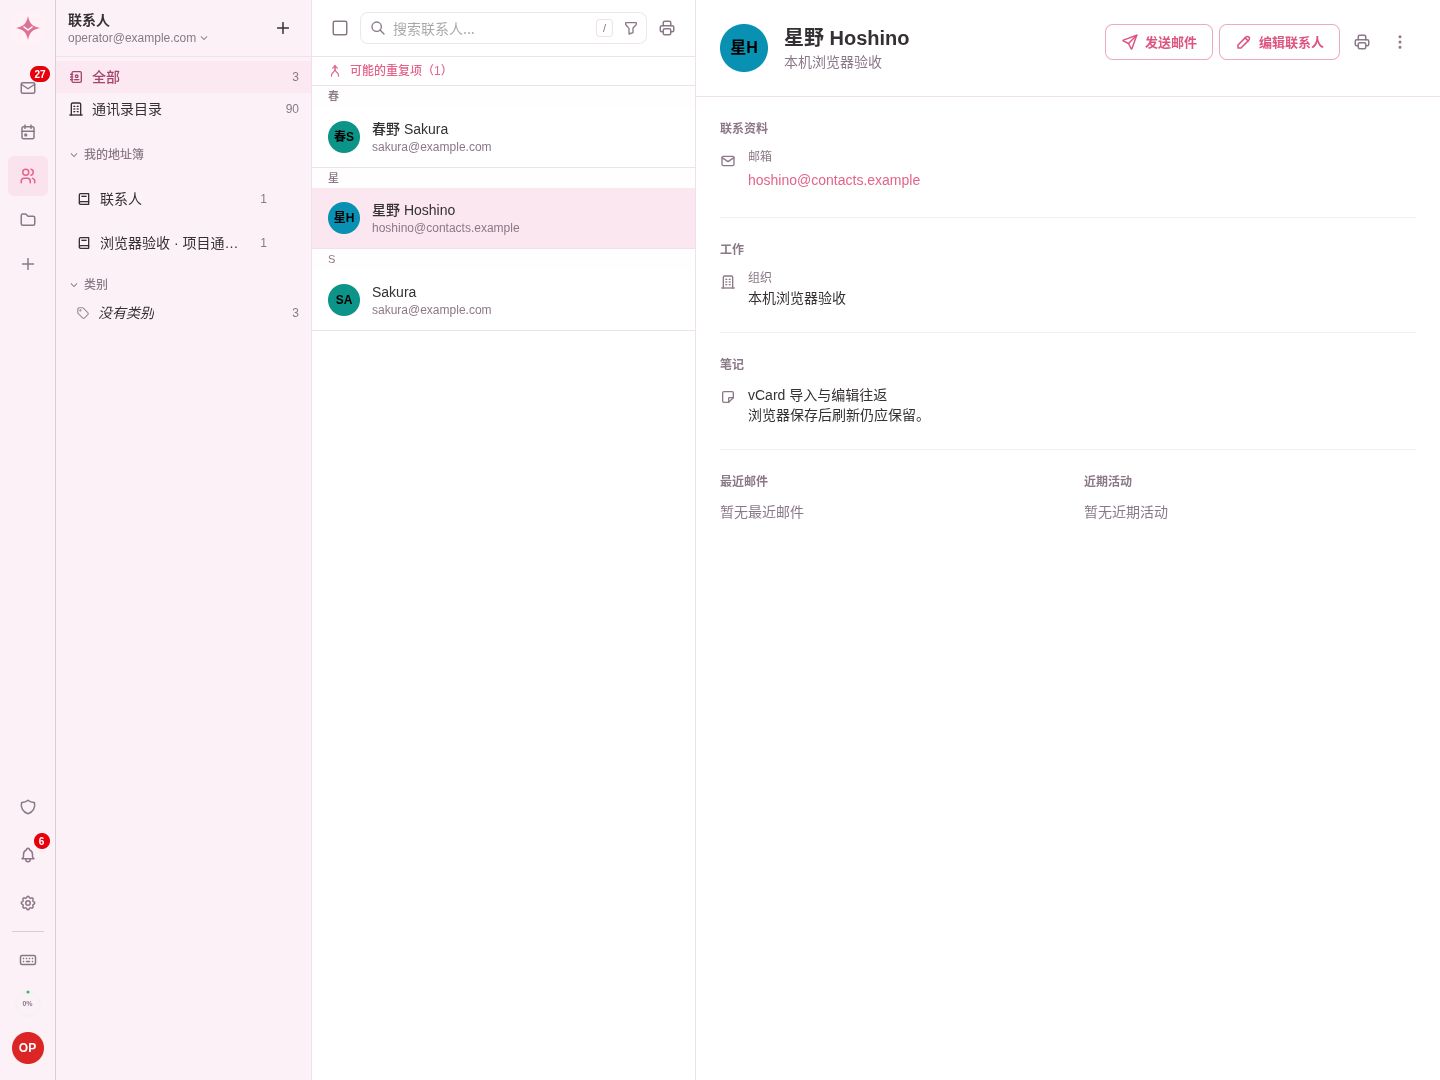 27
6
0%
OP
联系人
operator@example.com
全部 3
通讯录目录 90
我的地址簿
联系人 1
浏览器验收 · 项目通… 1
类别
没有类别 3
搜索联系人... /
可能的重复项（1）
春
春S
春野 Sakura
sakura@example.com
星
星H
星野 Hoshino
hoshino@contacts.example
S
SA
Sakura
sakura@example.com
星H
星野 Hoshino
本机浏览器验收
发送邮件
编辑联系人
联系资料
邮箱
hoshino@contacts.example
工作
组织
本机浏览器验收
笔记
vCard 导入与编辑往返
浏览器保存后刷新仍应保留。
最近邮件
暂无最近邮件
近期活动
暂无近期活动